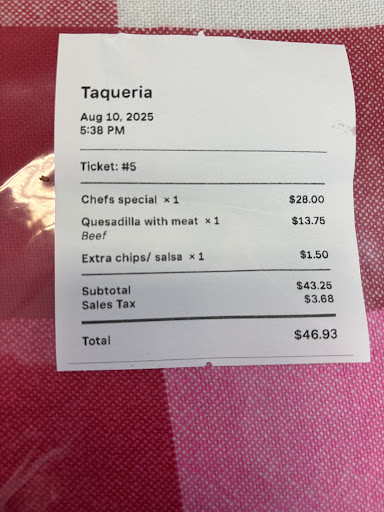 Taqueria
Aug 10, 2025
5:38 PM
Ticket: #5
Chefs special × 1 $28.00
Quesadilla with meat × 1 $13.75
Beef
Extra chips/ salsa × 1 $1.50
Subtotal $43.25
Sales Tax $3.68
Total $46.93